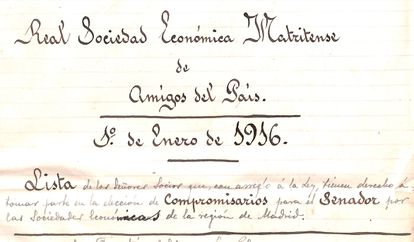 Real Sociedad Económica Matritense
de
Amigos del País.
1º de Enero de 1916.
Lista de los Señores Socios que, con arreglo á la Ley, tienen derecho á
tomar parte en la elección de Compromisarios para el Senador por
las Sociedades Económicas de la región de Madrid.